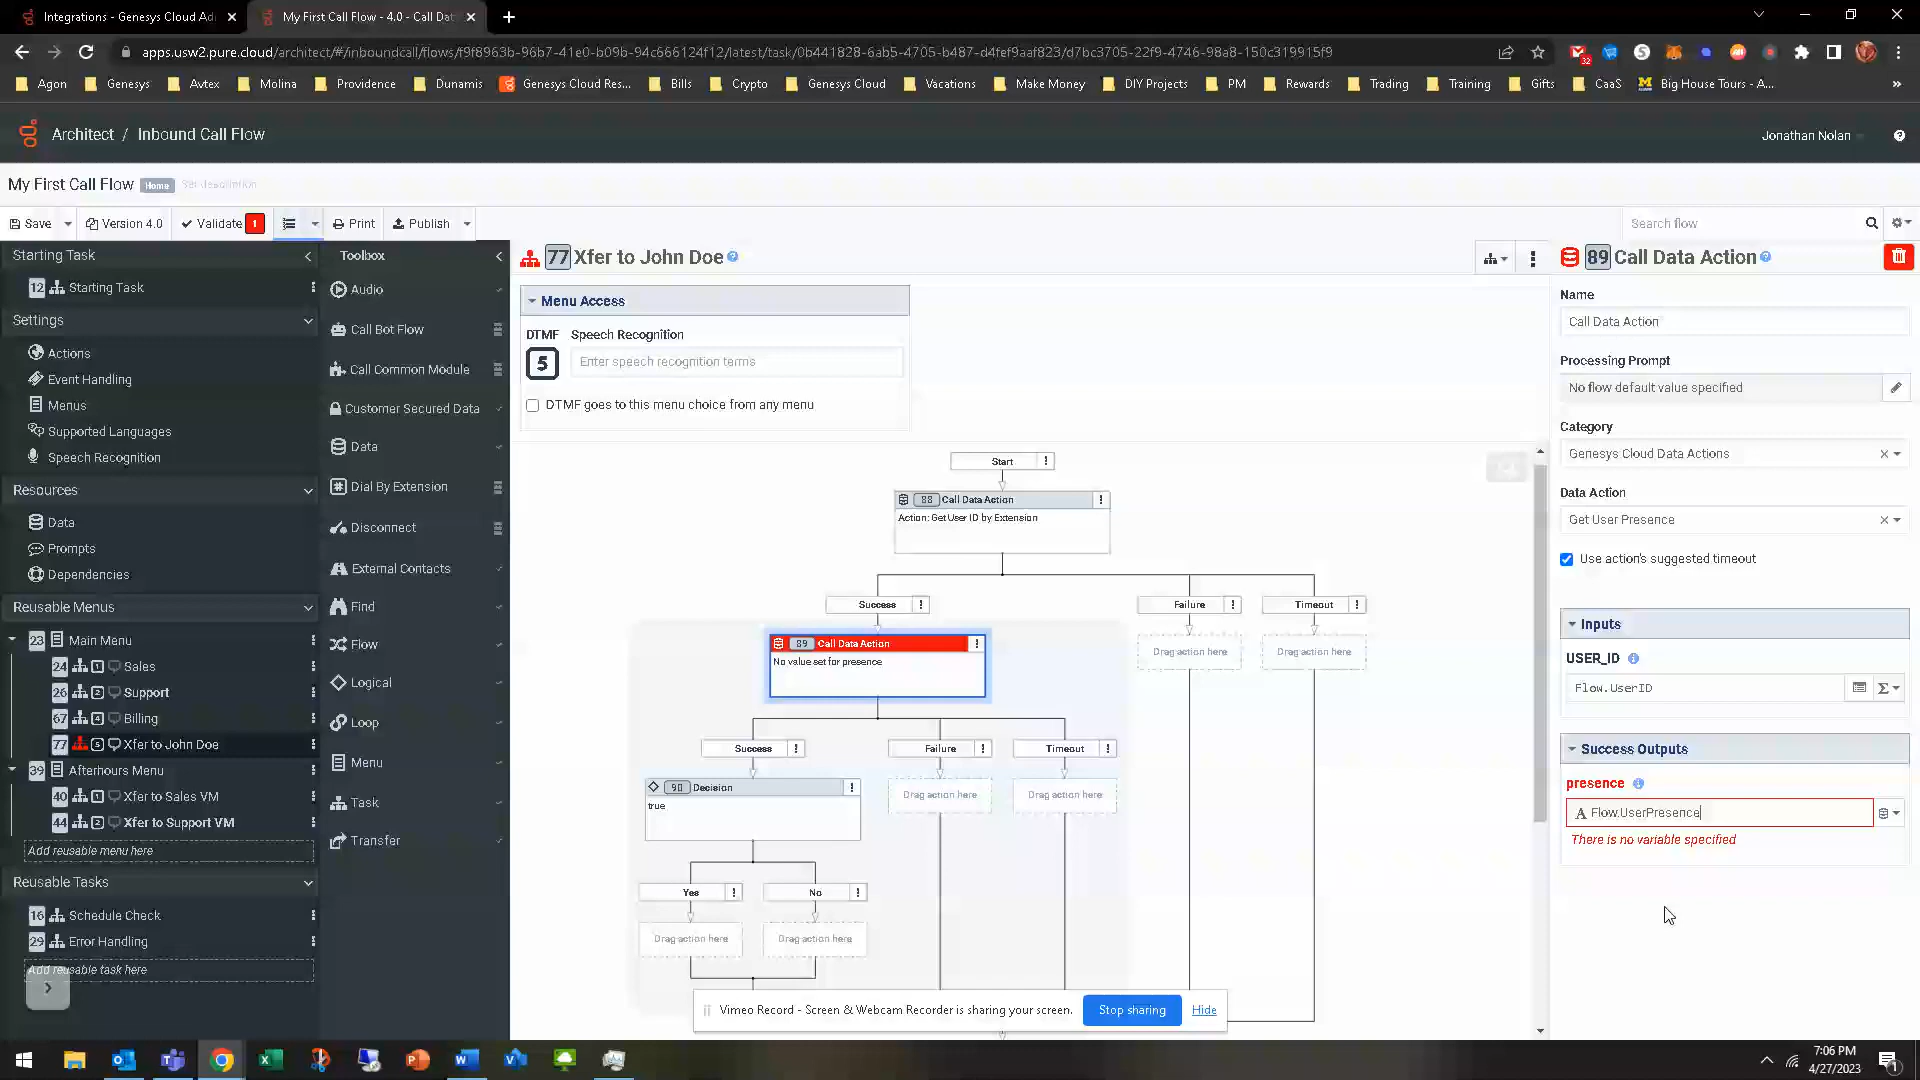 Integrations - Genesys Cloud Ad
My First Call Flow - 4.0 - Call Dat
apps.usw2.pure.cloud/architect/#/inboundcall/flows/f9f8963b-96b7-41e0-b09b-94c666124f12/latest/task/0b441828-6ab5-4705-b487-d4fef9aaf823/d7bc3705-22f9-4746-98a8-150c319915f9
32
Agon Genesys Avtex Molina Providence Dunamis Genesys Cloud Res... Bills Crypto Genesys Cloud Vacations Make Money DIY Projects PM Rewards Trading Training Gifts CaaS Big House Tours - A...
Architect / Inbound Call Flow
Jonathan Nolan
My First Call Flow Home Set description
Save Version 4.0 Validate 1 Print Publish
Search flow
Starting Task
12 Starting Task
Settings
Actions
Event Handling
Menus
Supported Languages
Speech Recognition
Resources
Data
Prompts
Dependencies
Reusable Menus
23 Main Menu
24 1 Sales
26 2 Support
67 4 Billing
77 5 Xfer to John Doe
39 Afterhours Menu
40 1 Xfer to Sales VM
44 2 Xfer to Support VM
Add reusable menu here
Reusable Tasks
16 Schedule Check
29 Error Handling
Add reusable task here
Toolbox
Audio
Call Bot Flow
Call Common Module
Customer Secured Data
Data
Dial By Extension
Disconnect
External Contacts
Find
Flow
Logical
Loop
Menu
Task
Transfer
77 Xfer to John Doe
Menu Access
DTMF Speech Recognition
5 Enter speech recognition terms
DTMF goes to this menu choice from any menu
Start
88 Call Data Action
Action: Get User ID by Extension
Success Failure Timeout
89 Call Data Action
No value set for presence
Drag action here Drag action here
Success Failure Timeout
90 Decision
true
Drag action here Drag action here
Yes No
Drag action here Drag action here
89 Call Data Action
Name
Call Data Action
Processing Prompt
No flow default value specified
Category
Genesys Cloud Data Actions
Data Action
Get User Presence
Use action's suggested timeout
Inputs
USER_ID
Flow.UserID
Success Outputs
presence
A Flow.UserPresence
There is no variable specified
Vimeo Record - Screen & Webcam Recorder is sharing your screen. Stop sharing Hide
7:06 PM
4/27/2023
1